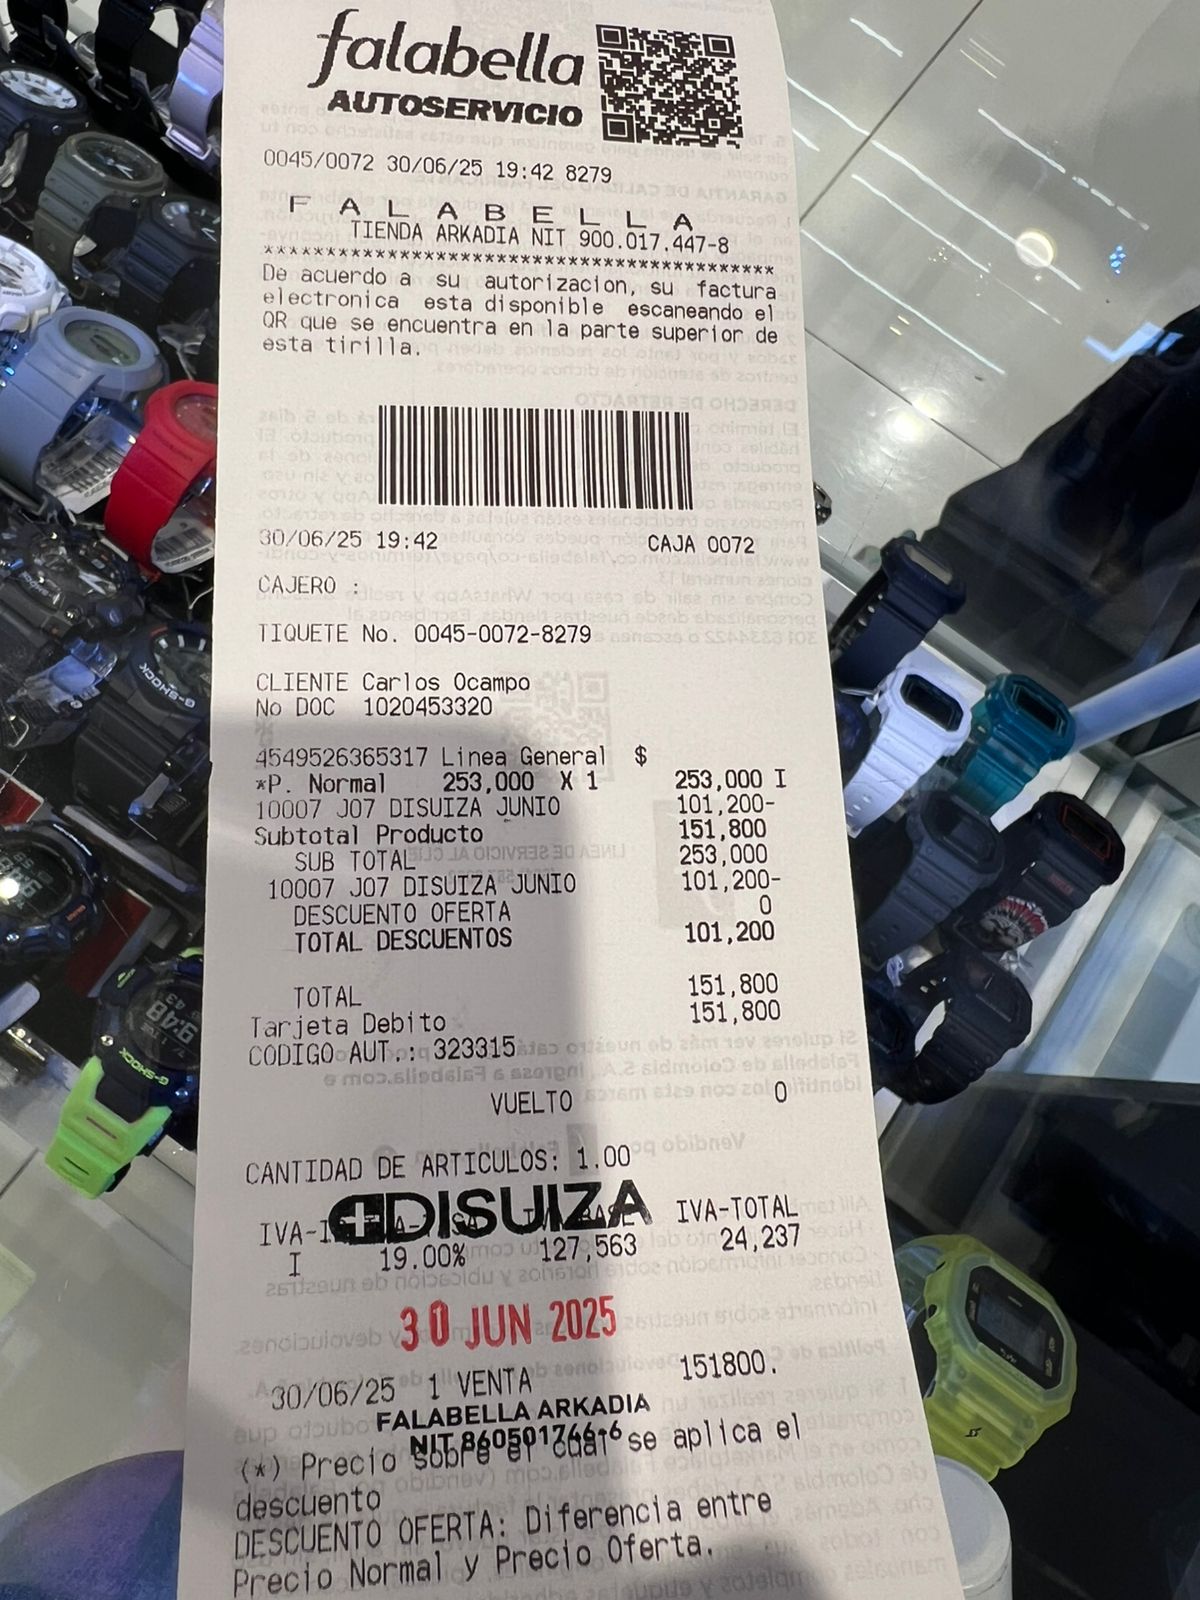 falabella
AUTOSERVICIO
0045/0072 30/06/25 19:42 8279
F A L A B E L L A
TIENDA ARKADIA NIT 900.017.447-8
******************************************
De acuerdo a su autorizacion, su factura
electronica esta disponible escaneando el
QR que se encuentra en la parte superior de
esta tirilla.
30/06/25 19:42 CAJA 0072
CAJERO :
TIQUETE No. 0045-0072-8279
CLIENTE Carlos Ocampo
No DOC 1020453320
4549526365317 Linea General $
*P. Normal 253,000 X 1 253,000 I
10007 J07 DISUIZA JUNIO 101,200-
Subtotal Producto 151,800
SUB TOTAL 253,000
10007 J07 DISUIZA JUNIO 101,200-
DESCUENTO OFERTA 0
TOTAL DESCUENTOS 101,200
TOTAL 151,800
Tarjeta Debito 151,800
CODIGO AUT.: 323315
VUELTO 0
CANTIDAD DE ARTICULOS: 1.00
DISUIZA
IVA-TOTAL
I 19.00% 127,563 24,237
30 JUN 2025
30/06/25 1 VENTA 151800.
FALABELLA ARKADIA
NIT 860501746-6
(*) Precio sobre el cual se aplica el
descuento
DESCUENTO OFERTA: Diferencia entre
Precio Normal y Precio Oferta.
G-SHOCK
G-SHOCK